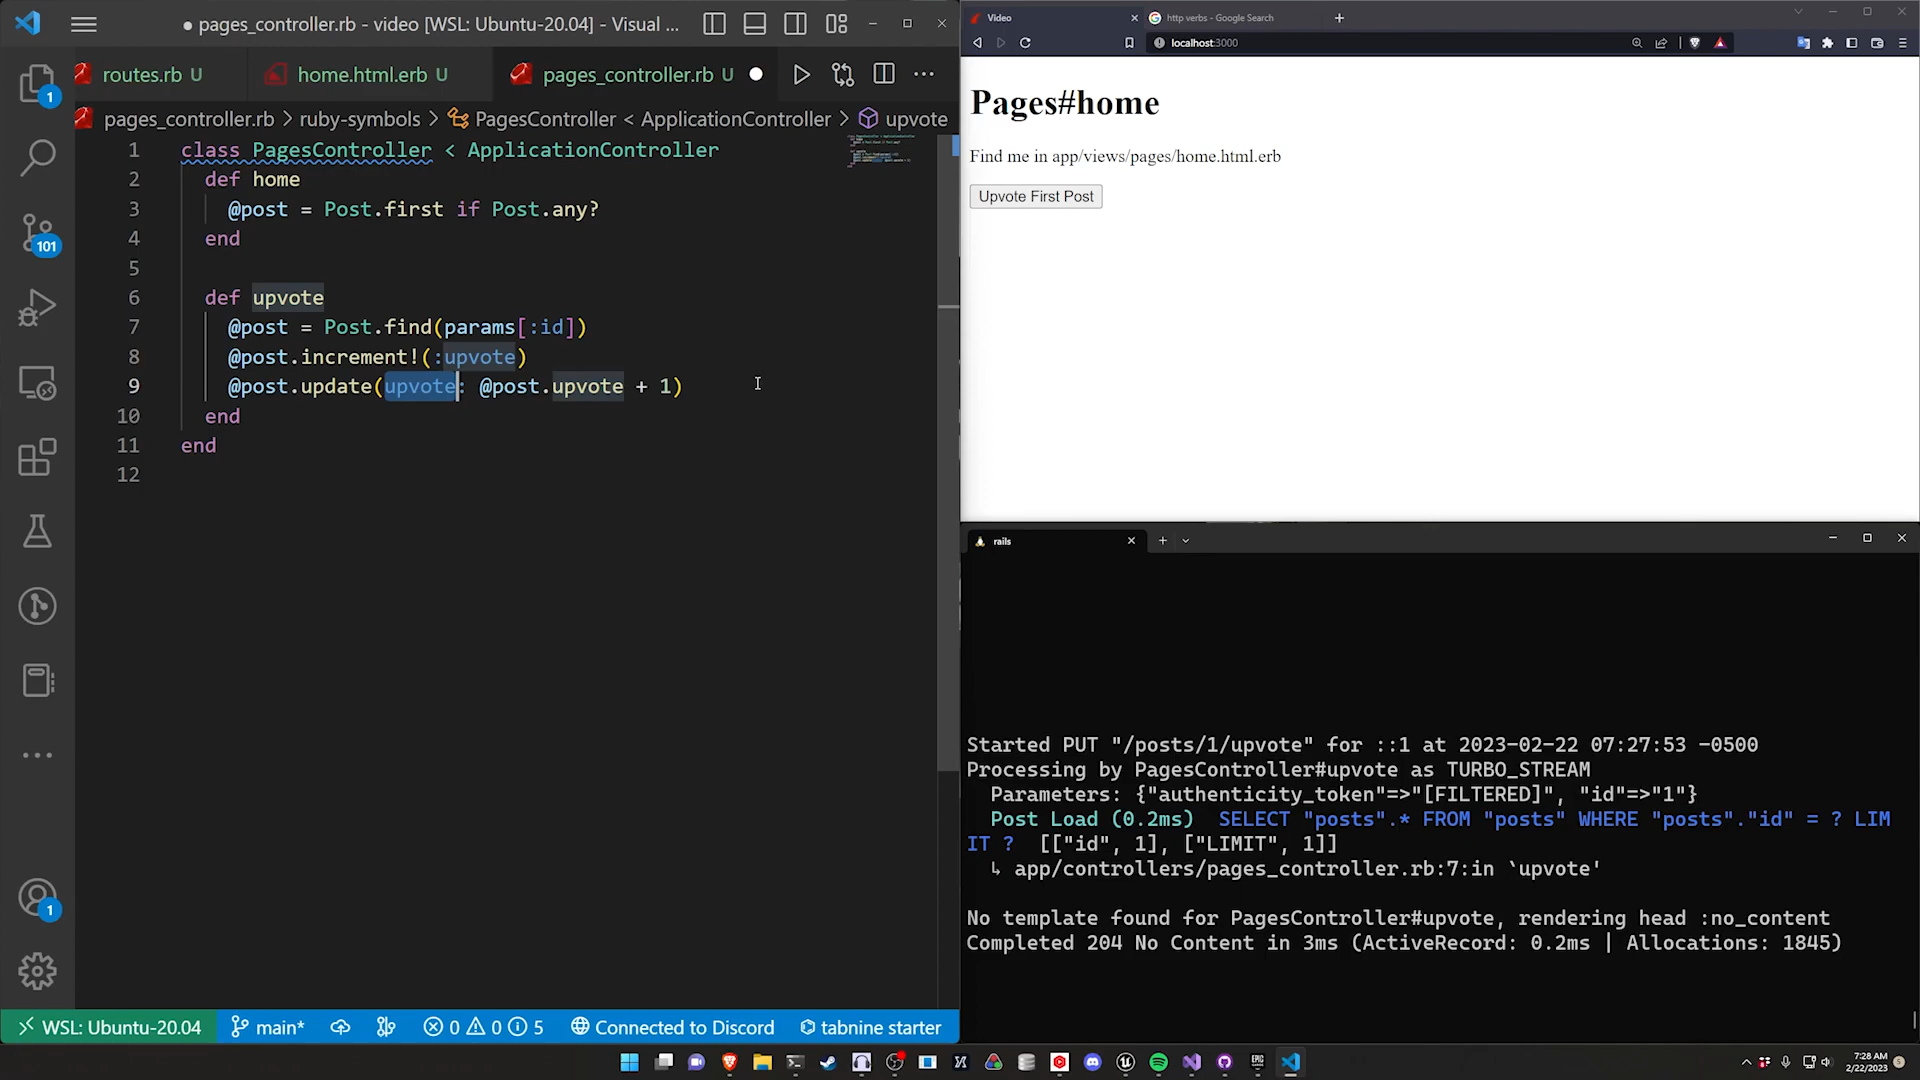 ● pages_controller.rb - video [WSL: Ubuntu-20.04] - Visual ...
routes.rb U
home.html.erb U
pages_controller.rb U
pages_controller.rb > ruby-symbols > PagesController < ApplicationController > upvote
1 class PagesController < ApplicationController
2 def home
3 @post = Post.first if Post.any?
4 end
5
6 def upvote
7 @post = Post.find(params[:id])
8 @post.increment!(:upvote)
9 @post.update(upvote: @post.upvote + 1)
10 end
11 end
12
1
101
1
WSL: Ubuntu-20.04 main* 0 0 5 Connected to Discord tabnine starter
Video
http verbs - Google Search
localhost:3000
Pages#home
Find me in app/views/pages/home.html.erb
Upvote First Post
rails
Started PUT "/posts/1/upvote" for ::1 at 2023-02-22 07:27:53 -0500
Processing by PagesController#upvote as TURBO_STREAM
Parameters: {"authenticity_token"=>"[FILTERED]", "id"=>"1"}
Post Load (0.2ms) SELECT "posts".* FROM "posts" WHERE "posts"."id" = ? LIM
IT ? [["id", 1], ["LIMIT", 1]]
↳ app/controllers/pages_controller.rb:7:in `upvote'
No template found for PagesController#upvote, rendering head :no_content
Completed 204 No Content in 3ms (ActiveRecord: 0.2ms | Allocations: 1845)
7:28 AM
2/22/2023